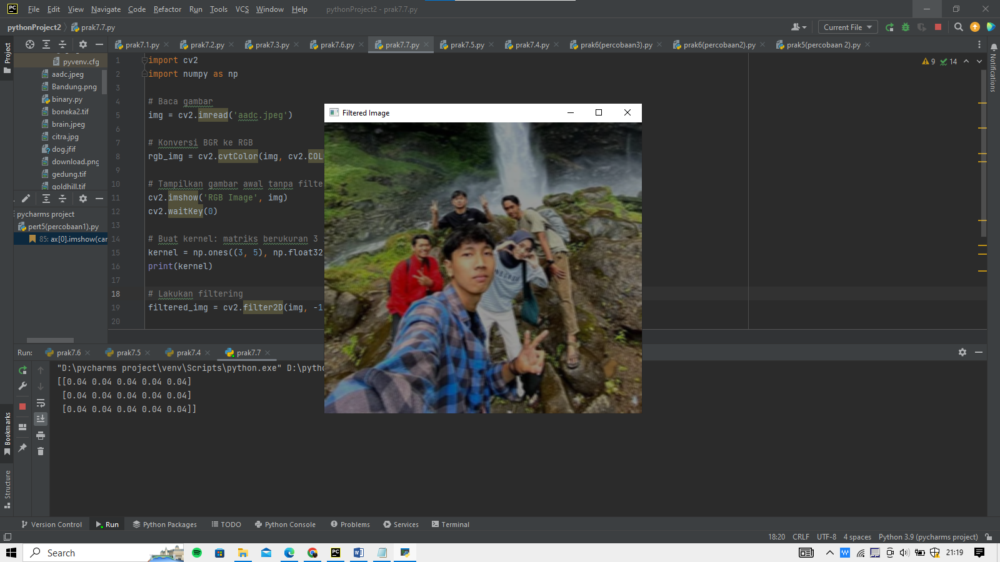 PC File Edit View Navigate Code Refactor Run Tools VCS Window Help pythonProject2 - prak7.7.py
pythonProject2 prak7.7.py Current File
Project
prak7.1.py prak7.2.py prak7.3.py prak7.6.py prak7.7.py prak7.5.py prak7.4.py prak6(percobaan3).py prak6(percobaan2).py prak5(percobaan 2).py
Notifications
pyvenv.cfg
aadc.jpeg
Bandung.png
binary.py
boneka2.tif
brain.jpeg
citra.jpg
dog.jfif
download.png
gedung.tif
goldhill.tif
pycharms project
pert5(percobaan1).py
85: ax[0].imshow(car
9 14
1 import cv2
2 import numpy as np
3
4 # Baca gambar
5 img = cv2.imread('aadc.jpeg')
6
7 # Konversi BGR ke RGB
8 rgb_img = cv2.cvtColor(img, cv2.COL
9
10 # Tampilkan gambar awal tanpa filte
11 cv2.imshow('RGB Image', img)
12 cv2.waitKey(0)
13
14 # Buat kernel: matriks berukuran 3
15 kernel = np.ones((3, 5), np.float32
16 print(kernel)
17
18 # Lakukan filtering
19 filtered_img = cv2.filter2D(img, -1
20
Filtered Image
Run: prak7.6 prak7.5 prak7.4 prak7.7
"D:\pycharms project\venv\Scripts\python.exe" D:\pytho
[[0.04 0.04 0.04 0.04 0.04]
[0.04 0.04 0.04 0.04 0.04]
[0.04 0.04 0.04 0.04 0.04]]
Bookmarks
Structure
Version Control Run Python Packages TODO Python Console Problems Services Terminal
18:20 CRLF UTF-8 4 spaces Python 3.9 (pycharms project)
Search PC 21:19